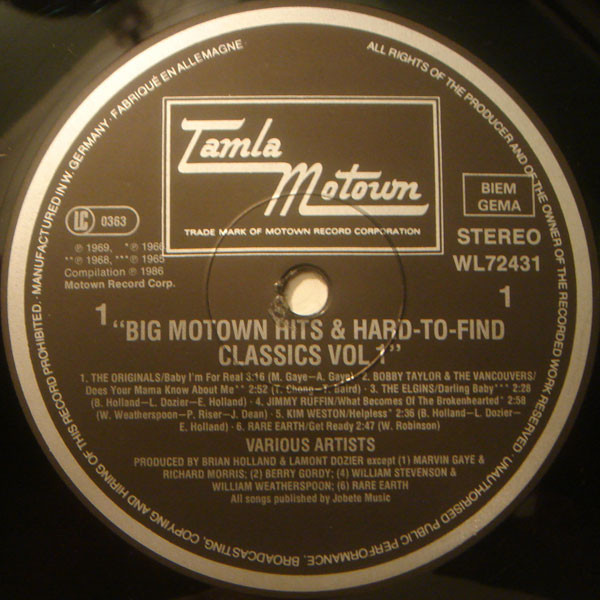 MANUFACTURED IN W. GERMANY · FABRIQUÉ EN ALLEMAGNE
ALL RIGHTS OF THE PRODUCER AND OF THE OWNER OF THE RECORDED WORK RESERVED · UNAUTHORISED PUBLIC PERFORMANCE, BROADCASTING, COPYING AND HIRING OF THIS RECORD PROHIBITED ·
Tamla
Motown
TRADE MARK OF MOTOWN RECORD CORPORATION
LC 0363
BIEM
GEMA
℗ 1969, *℗ 1966
**℗ 1968, ***℗ 1965
Compilation ℗ 1986
Motown Record Corp.
STEREO
WL72431
1
1
"BIG MOTOWN HITS & HARD-TO-FIND
CLASSICS VOL 1"
1. THE ORIGINALS/Baby I'm For Real 3:16 (M. Gaye—A. Gaye) 2. BOBBY TAYLOR & THE VANCOUVERS/
Does Your Mama Know About Me** 2:52 (T. Chong—T. Baird) 3. THE ELGINS/Darling Baby*** 2:28
(B. Holland—L. Dozier—E. Holland) 4. JIMMY RUFFIN/What Becomes Of The Brokenhearted* 2:58
(W. Weatherspoon—P. Riser—J. Dean) 5. KIM WESTON/Helpless* 2:36 (B. Holland—L. Dozier—
E. Holland) 6. RARE EARTH/Get Ready 2:47 (W. Robinson)
VARIOUS ARTISTS
PRODUCED BY BRIAN HOLLAND & LAMONT DOZIER except (1) MARVIN GAYE &
RICHARD MORRIS; (2) BERRY GORDY; (4) WILLIAM STEVENSON &
WILLIAM WEATHERSPOON; (6) RARE EARTH
All songs published by Jobete Music